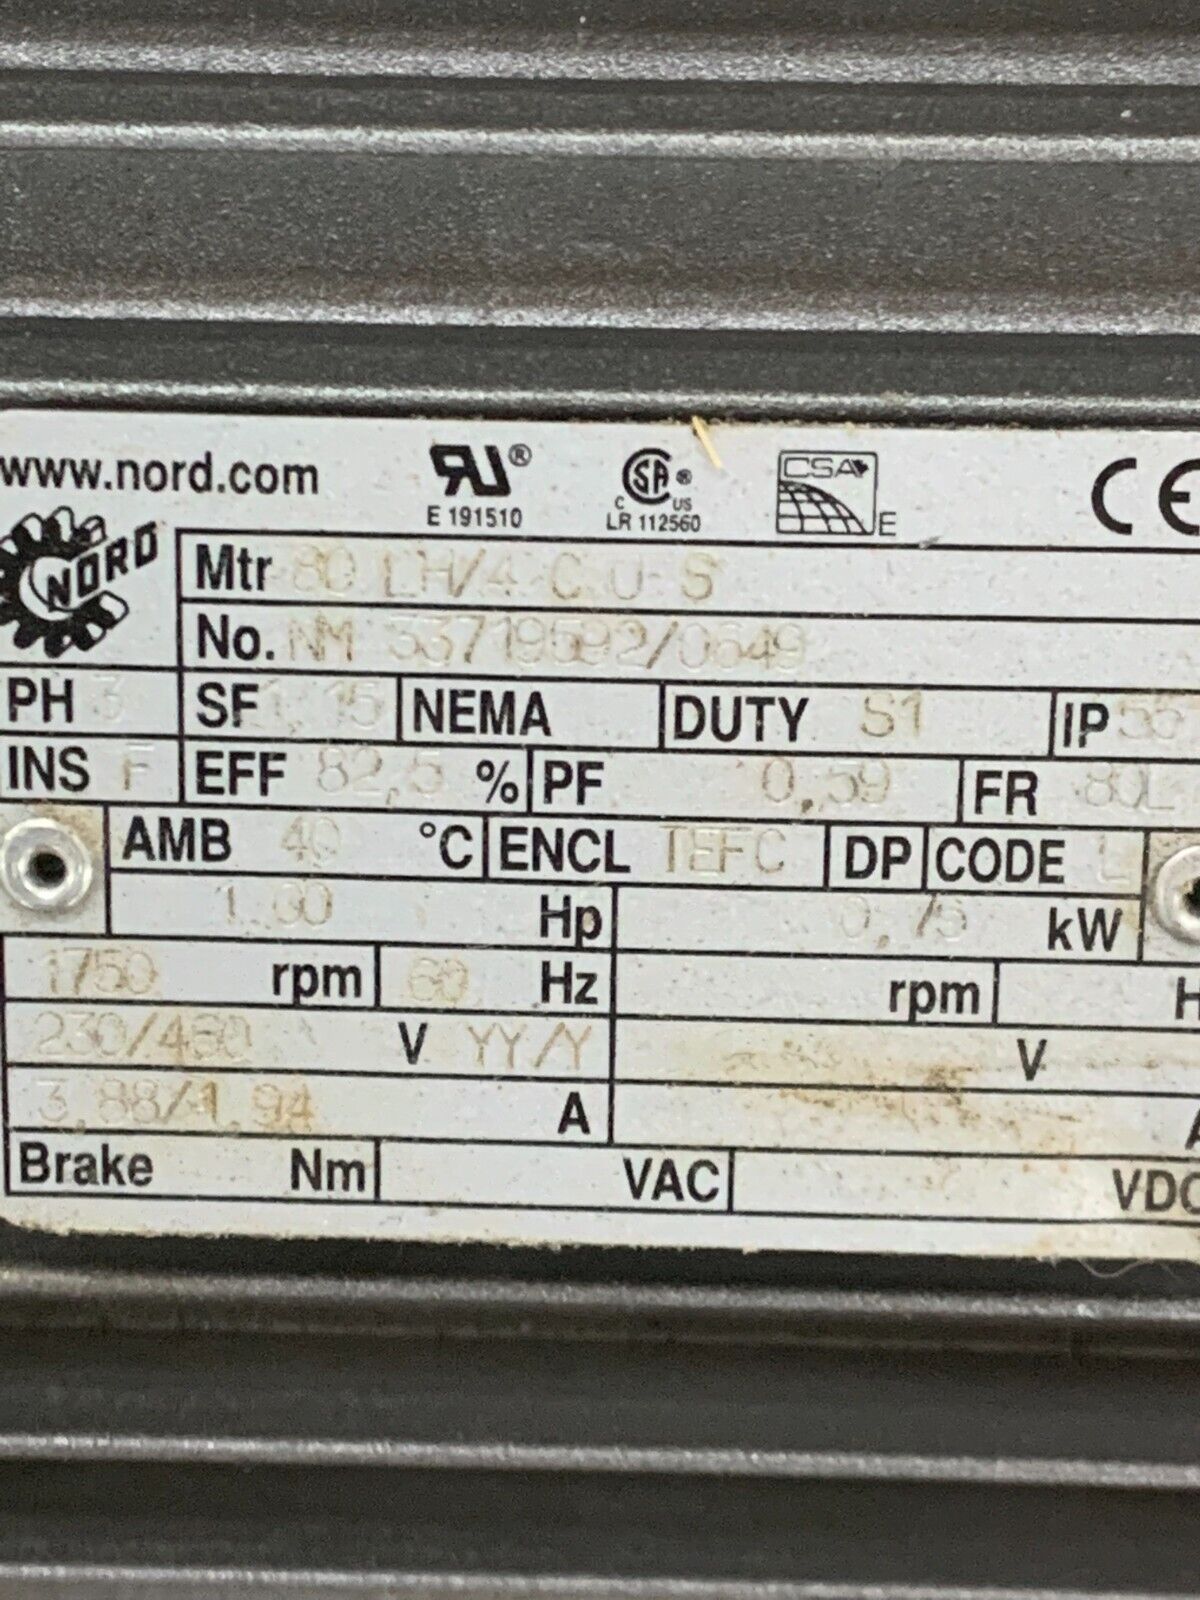 www.nord.com ® ® CSA CE
E 191510 C US LR 112560 E
NORD
Mtr 80 LH/4 C U S
No. NM 33719592/0649
PH 3 SF 1,15 NEMA DUTY S1 IP 55
INS F EFF 82,5 % PF 0,59 FR 80L
AMB 40 °C ENCL TEFC DP CODE L
1.00 Hp 0,75 kW
1750 rpm 60 Hz rpm H
230/460 V YY/Y V
3,88/1,94 A A
Brake Nm VAC VDC